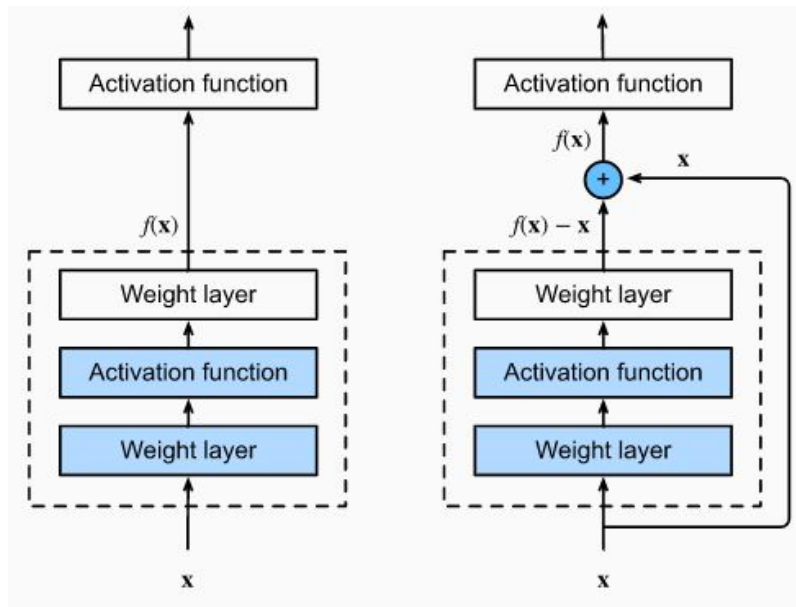 Activation function
f(x)
Weight layer
Activation function
Weight layer
x
Activation function
f(x)
x
+
f(x) − x
Weight layer
Activation function
Weight layer
x